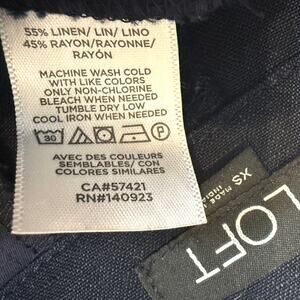 55% LINEN/ LIN/ LINO
45% RAYON/RAYONNE/
RAYÓN
MACHINE WASH COLD
WITH LIKE COLORS
ONLY NON-CHLORINE
BLEACH WHEN NEEDED
TUMBLE DRY LOW
COOL IRON WHEN NEEDED
30
AVEC DES COULEURS
SEMBLABLES/ CON
COLORES SIMILARES
CA#57421
RN#140923
XS
MADE
LOFT